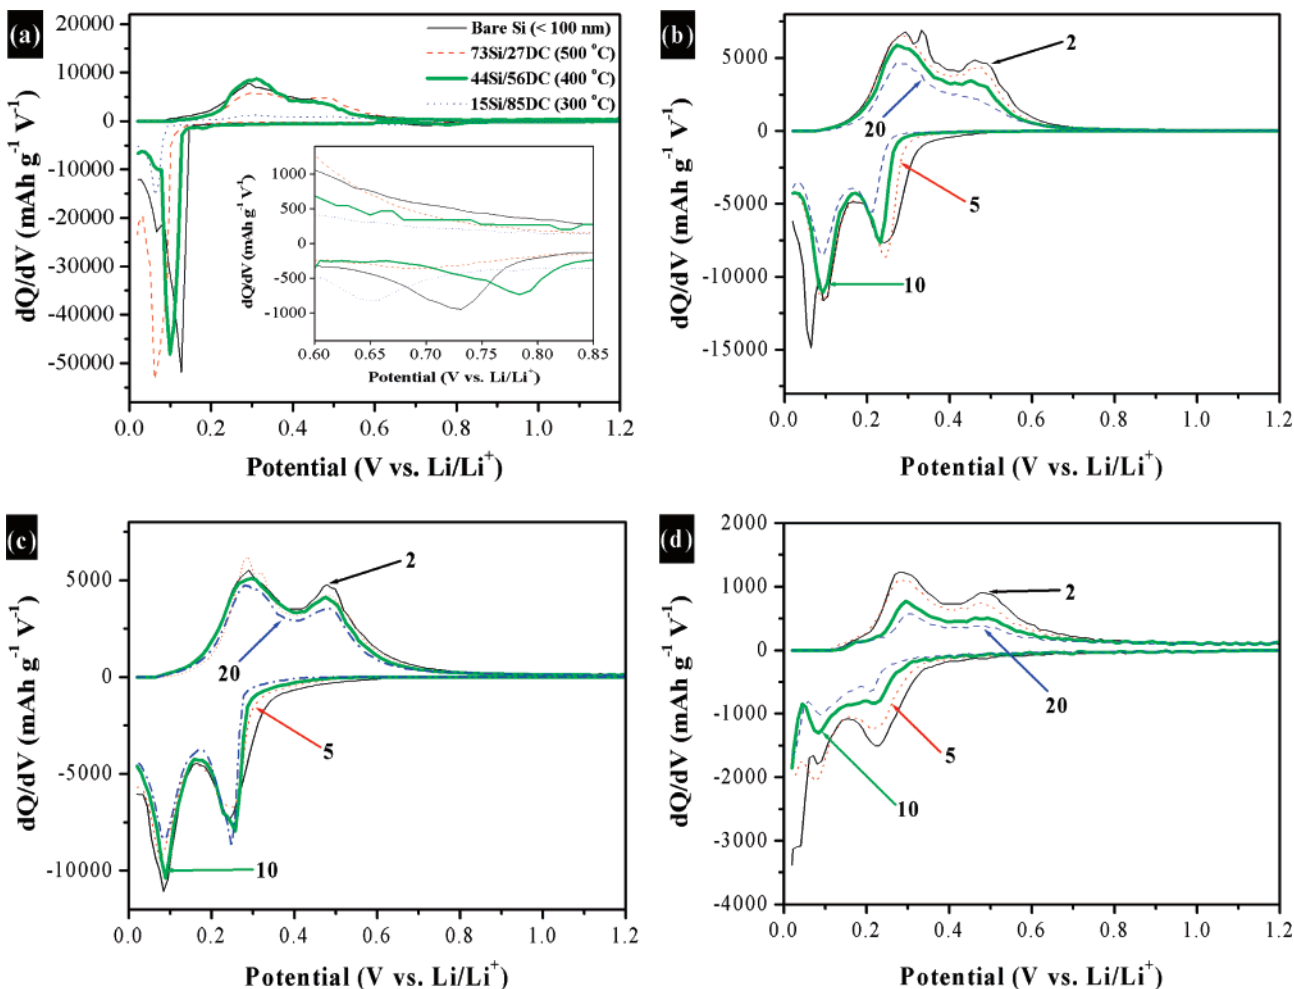 (a)
20000
10000
0
-10000
-20000
-30000
-40000
-50000
dQ/dV (mAh g⁻¹ V⁻¹)
Bare Si (< 100 nm)
73Si/27DC (500 °C)
44Si/56DC (400 °C)
15Si/85DC (300 °C)
1000
500
0
-500
-1000
dQ/dV (mAh g⁻¹ V⁻¹)
0.60 0.65 0.70 0.75 0.80 0.85
Potential (V vs. Li/Li⁺)
0.0 0.2 0.4 0.6 0.8 1.0 1.2
Potential (V vs. Li/Li⁺)
(b)
5000
0
-5000
-10000
-15000
dQ/dV (mAh g⁻¹ V⁻¹)
2
20
5
10
0.0 0.2 0.4 0.6 0.8 1.0 1.2
Potential (V vs. Li/Li⁺)
(c)
5000
0
-5000
-10000
dQ/dV (mAh g⁻¹ V⁻¹)
2
20
5
10
0.0 0.2 0.4 0.6 0.8 1.0 1.2
Potential (V vs. Li/Li⁺)
(d)
2000
1000
0
-1000
-2000
-3000
-4000
dQ/dV (mAh g⁻¹ V⁻¹)
2
20
5
10
0.0 0.2 0.4 0.6 0.8 1.0 1.2
Potential (V vs. Li/Li⁺)